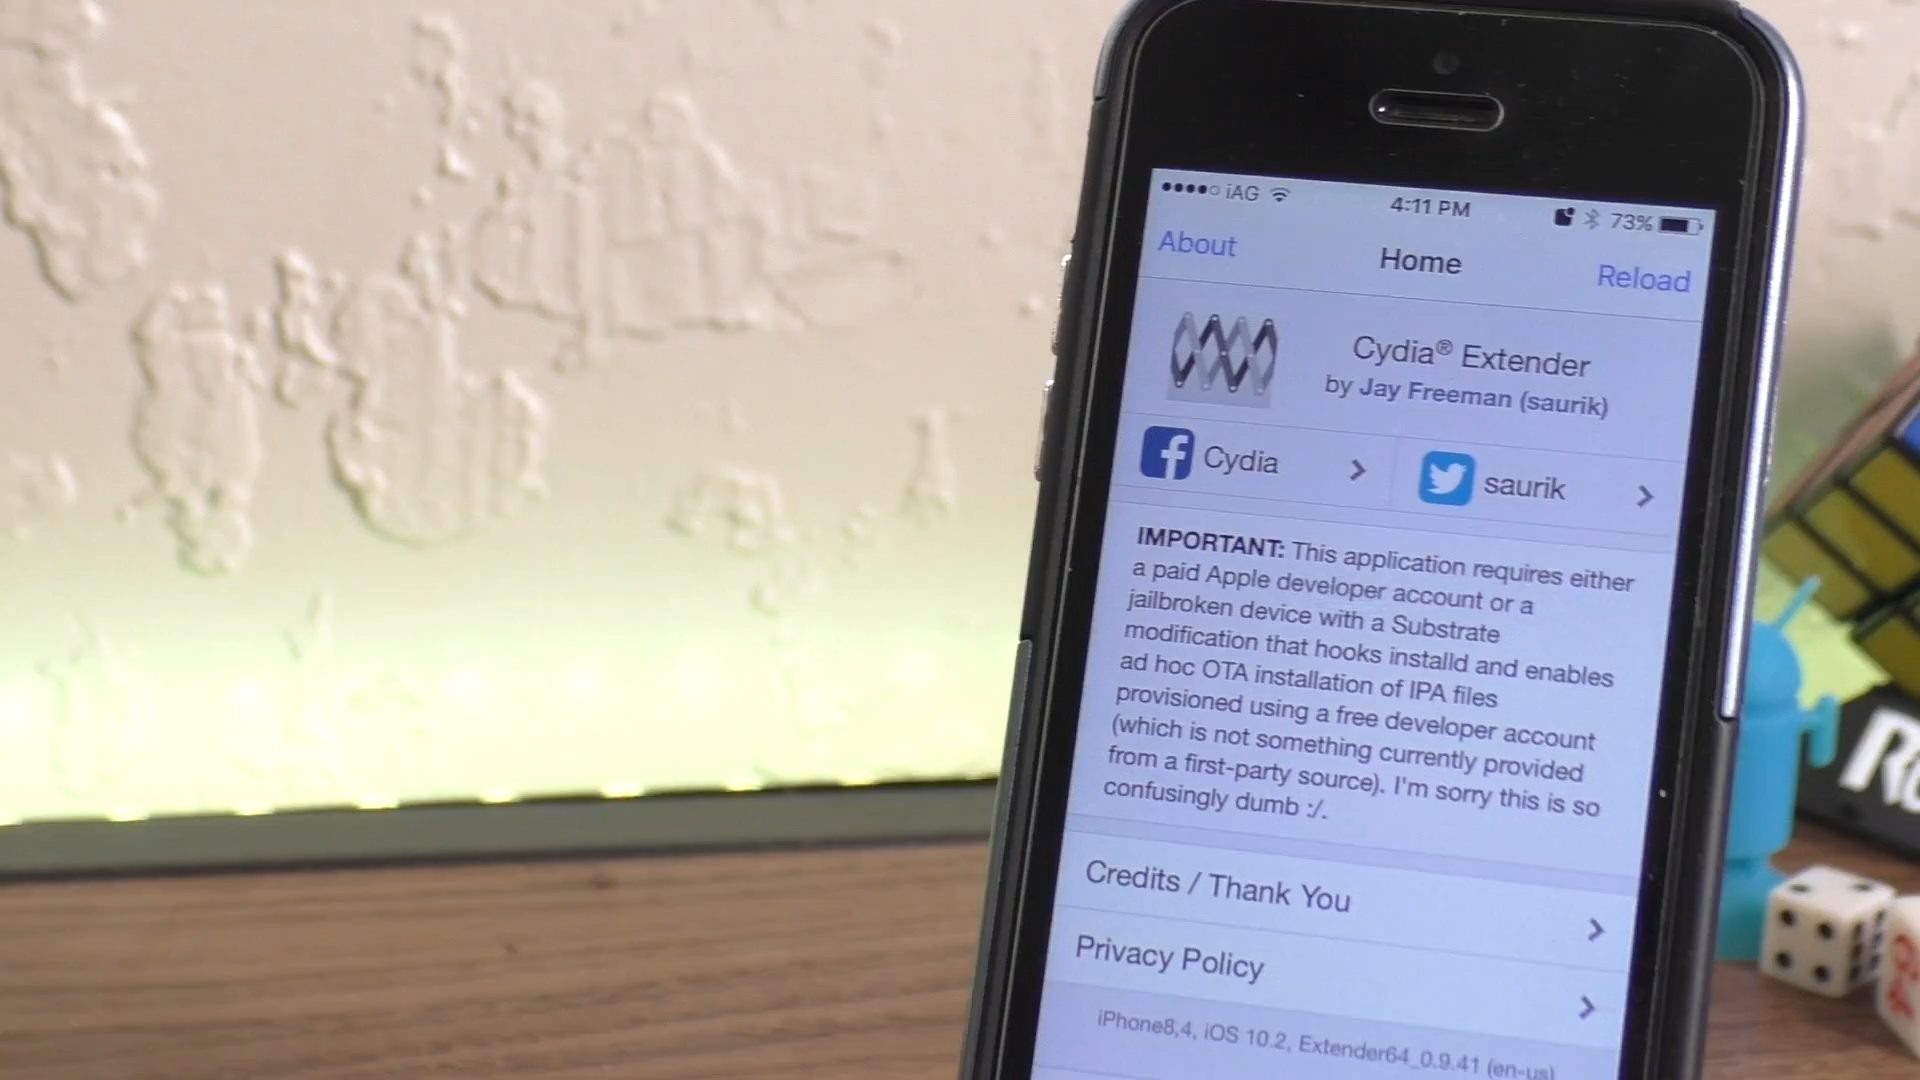 iAG 4:11 PM 73%
About Home Reload
Cydia® Extender
by Jay Freeman (saurik)
Cydia saurik
IMPORTANT: This application requires either
a paid Apple developer account or a
jailbroken device with a Substrate
modification that hooks installd and enables
ad hoc OTA installation of IPA files
provisioned using a free developer account
(which is not something currently provided
from a first-party source). I'm sorry this is so
confusingly dumb :/.
Credits / Thank You
Privacy Policy
iPhone8,4, iOS 10.2, Extender64_0.9.41 (en-us)